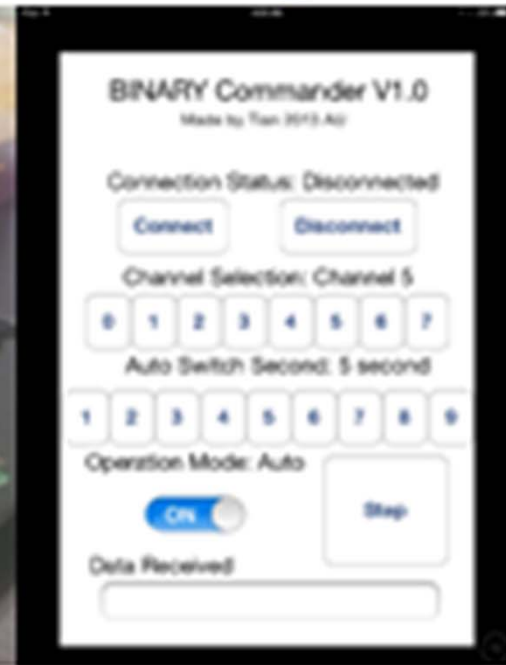 BINARY Commander V1.0
Made by Tian 2013 AU
Connection Status: Disconnected
Connect Disconnect
Channel Selection: Channel 5
0 1 2 3 4 5 6 7
Auto Switch Second: 5 second
1 2 3 4 5 6 7 8 9
Operation Mode: Auto
ON
Step
Data Received